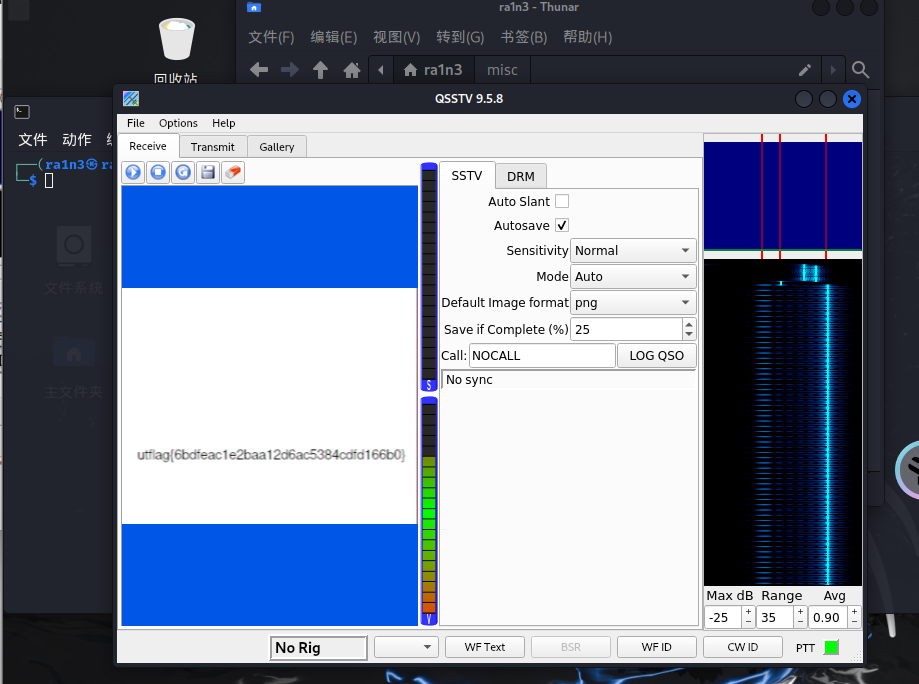 ra1n3 - Thunar
文件(F) 编辑(E) 视图(V) 转到(G) 书签(B) 帮助(H)
ra1n3 misc
回收站
QSSTV 9.5.8
File Options Help
Receive Transmit Gallery
文件 动作
(ra1n3㉿
$
文件系统
主文件夹
utflag{6bdfeac1e2baa12d6ac5384cdfd166b0}
S
V
SSTV DRM
Auto Slant
Autosave
Sensitivity Normal
Mode Auto
Default Image format png
Save if Complete (%) 25
Call: NOCALL LOG QSO
No sync
Max dB Range Avg
-25 35 0.90
No Rig WF Text BSR WF ID CW ID PTT